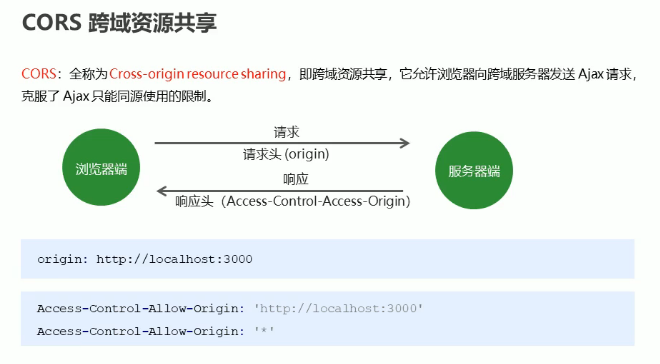 CORS 跨域资源共享
CORS：全称为 Cross-origin resource sharing，即跨域资源共享，它允许浏览器向跨域服务器发送 Ajax 请求，
克服了 Ajax 只能同源使用的限制。
请求
浏览器端
请求头 (origin)
服务器端
响应
响应头（Access-Control-Access-Origin）
origin: http://localhost:3000
Access-Control-Allow-Origin: 'http://localhost:3000'
Access-Control-Allow-Origin: '*'